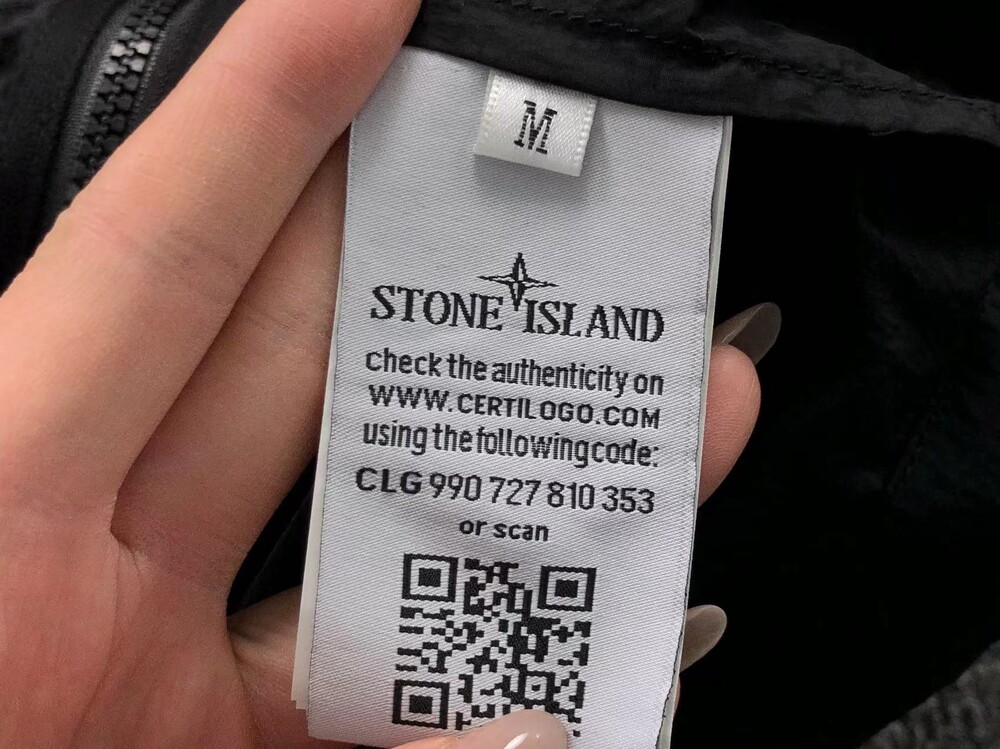 M
STONE ISLAND
check the authenticity on
WWW.CERTILOGO.COM
using the following code:
CLG 990 727 810 353
or scan